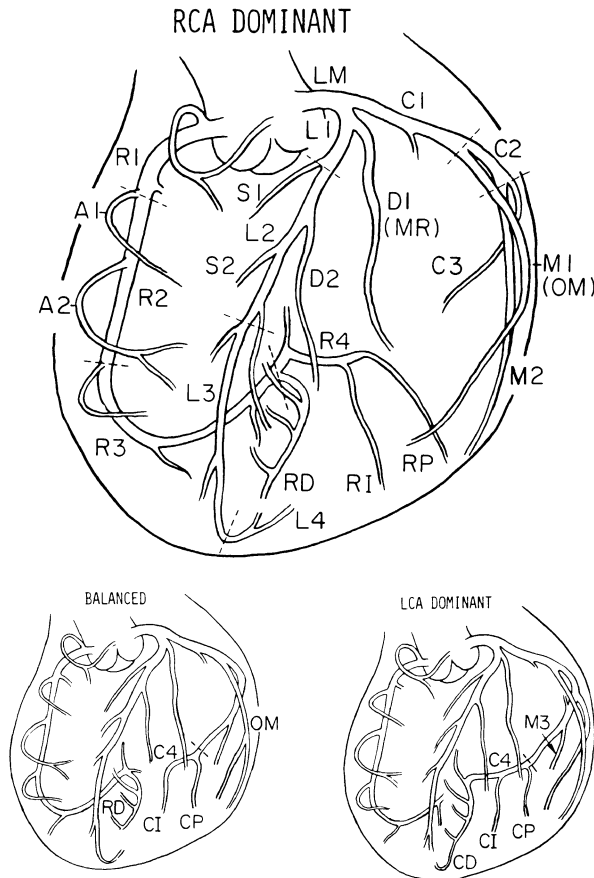 RCA DOMINANT
LM
C1
L1
C2
R1
S1
D1
(MR)
A1
L2
S2
C3
M1
(OM)
D2
A2
R2
R4
L3
M2
R3
RP
RD
RI
L4
BALANCED
OM
C4
RD
CI
CP
LCA DOMINANT
M3
C4
CP
CI
CD